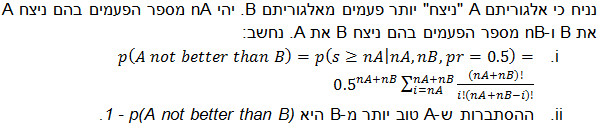 נניח כי אלגוריתם A "ניצח" יותר פעמים מאלגוריתם B. יהי nA מספר הפעמים בהם ניצח A
את B ו-nB מספר הפעמים בהם ניצח B את A. נחשב:
i. p(A not better than B) = p(s ≥ nA|nA, nB, pr = 0.5) =
0.5^{nA+nB} \sum_{i=nA}^{nA+nB} \frac{(nA+nB)!}{i!(nA+nB-i)!}
ii. ההסתברות ש-A טוב יותר מ-B היא 1 - p(A not better than B).